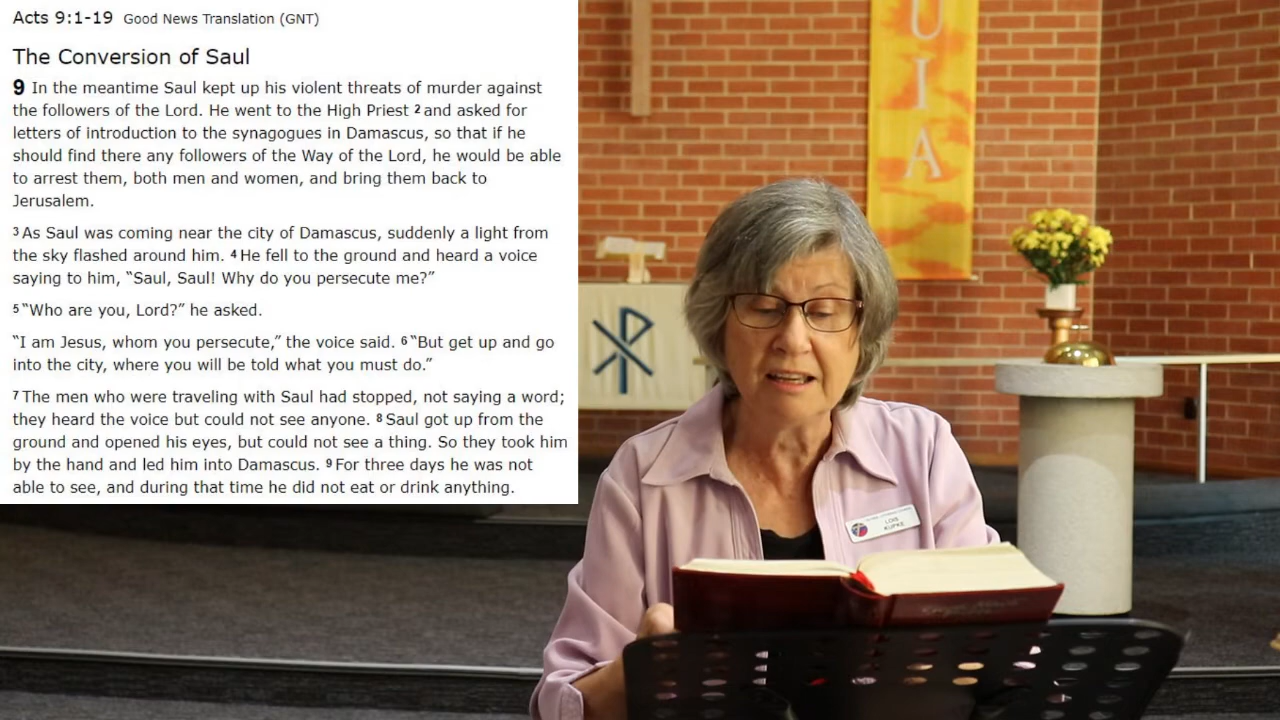 Acts 9:1-19 Good News Translation (GNT)
The Conversion of Saul
9 In the meantime Saul kept up his violent threats of murder against
the followers of the Lord. He went to the High Priest 2 and asked for
letters of introduction to the synagogues in Damascus, so that if he
should find there any followers of the Way of the Lord, he would be able
to arrest them, both men and women, and bring them back to
Jerusalem.
3 As Saul was coming near the city of Damascus, suddenly a light from
the sky flashed around him. 4 He fell to the ground and heard a voice
saying to him, “Saul, Saul! Why do you persecute me?”
5 “Who are you, Lord?” he asked.
“I am Jesus, whom you persecute,” the voice said. 6 “But get up and go
into the city, where you will be told what you must do.”
7 The men who were traveling with Saul had stopped, not saying a word;
they heard the voice but could not see anyone. 8 Saul got up from the
ground and opened his eyes, but could not see a thing. So they took him
by the hand and led him into Damascus. 9 For three days he was not
able to see, and during that time he did not eat or drink anything.
U
I
A
LOIS
KUPKE